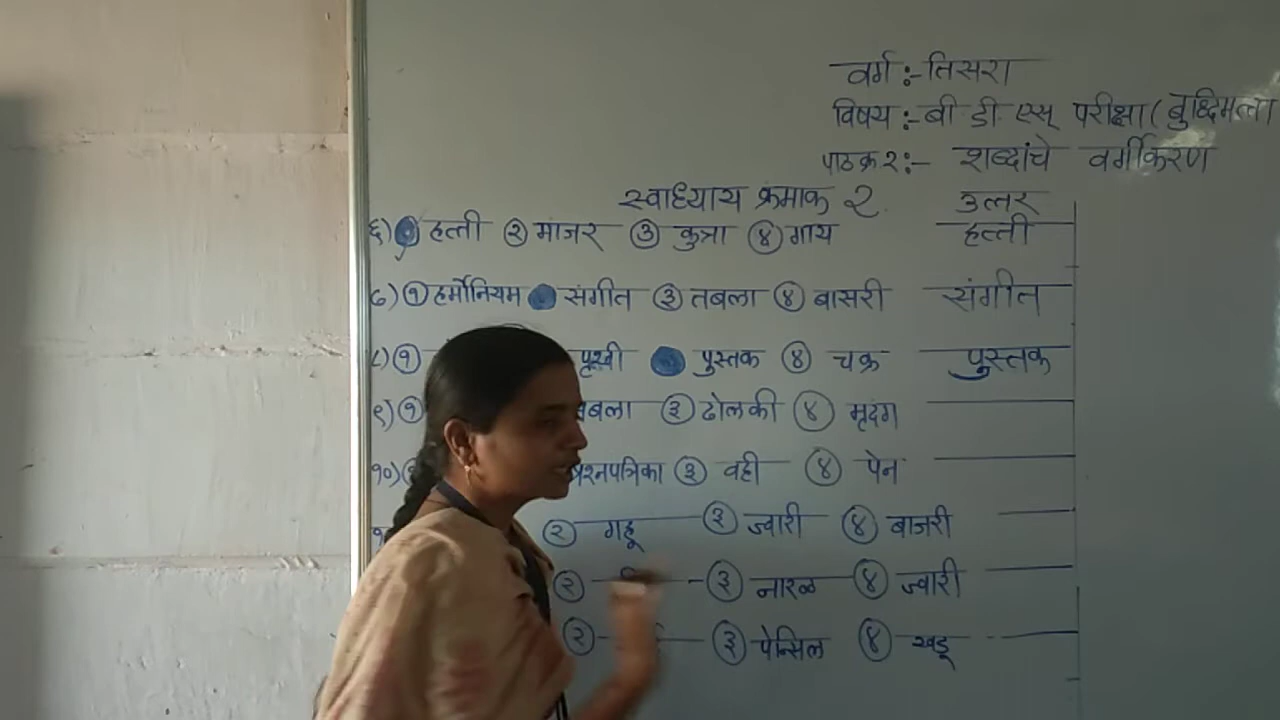 वर्ग :- तिसरा
विषय :- बी डी एस् परीक्षा ( बुद्धिमत्ता
पाठ क्र २ :- शब्दांचे वर्गीकरण
स्वाध्याय क्रमाक २. उत्तर
६) हत्ती २ माजर ३ कुत्रा ४ गाय हत्ती
७) १ हर्मोनियम संगीत ३ तबला ४ बासरी संगीत
८) १ पृथ्वी पुस्तक ४ चक्र पुस्तक
९) १ तबला ३ ढोलकी ४ मृदंग
१०) प्रश्नपत्रिका ३ वही ४ पेन
२ गहू ३ ज्वारी ४ बाजरी
२ ३ नारळ ४ ज्वारी
२ ३ पेन्सिल ४ खडू